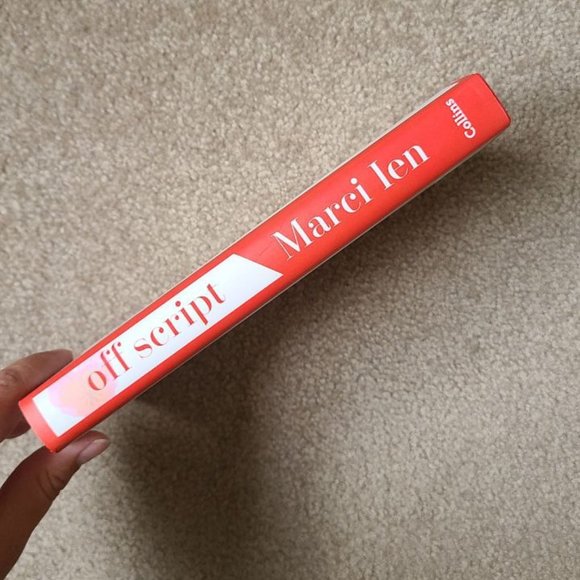 off script
Marci Ien
Collins